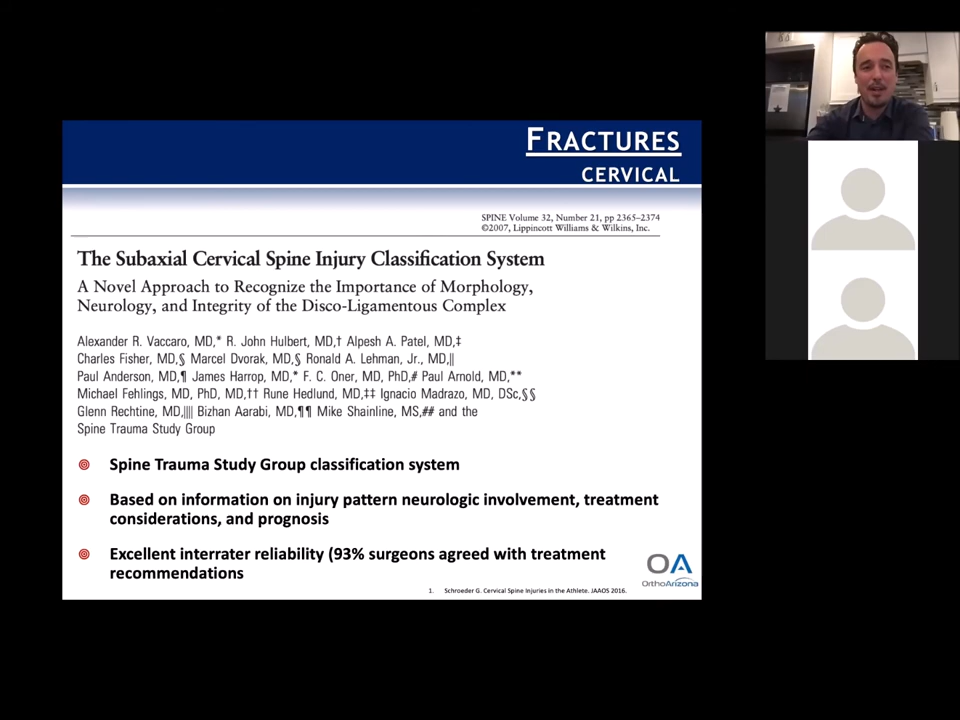 FRACTURES
CERVICAL
SPINE Volume 32, Number 21, pp 2365–2374
©2007, Lippincott Williams & Wilkins, Inc.
The Subaxial Cervical Spine Injury Classification System
A Novel Approach to Recognize the Importance of Morphology,
Neurology, and Integrity of the Disco-Ligamentous Complex
Alexander R. Vaccaro, MD,* R. John Hulbert, MD,† Alpesh A. Patel, MD,‡
Charles Fisher, MD,§ Marcel Dvorak, MD,§ Ronald A. Lehman, Jr., MD,||
Paul Anderson, MD,¶ James Harrop, MD,* F. C. Oner, MD, PhD,# Paul Arnold, MD,**
Michael Fehlings, MD, PhD, MD,†† Rune Hedlund, MD,‡‡ Ignacio Madrazo, MD, DSc,§§
Glenn Rechtine, MD,|||| Bizhan Aarabi, MD,¶¶ Mike Shainline, MS,## and the
Spine Trauma Study Group
Spine Trauma Study Group classification system
Based on information on injury pattern neurologic involvement, treatment
considerations, and prognosis
Excellent interrater reliability (93% surgeons agreed with treatment
recommendations
OA
OrthoArizona
1. Schroeder G. Cervical Spine Injuries in the Athlete. JAAOS 2016.